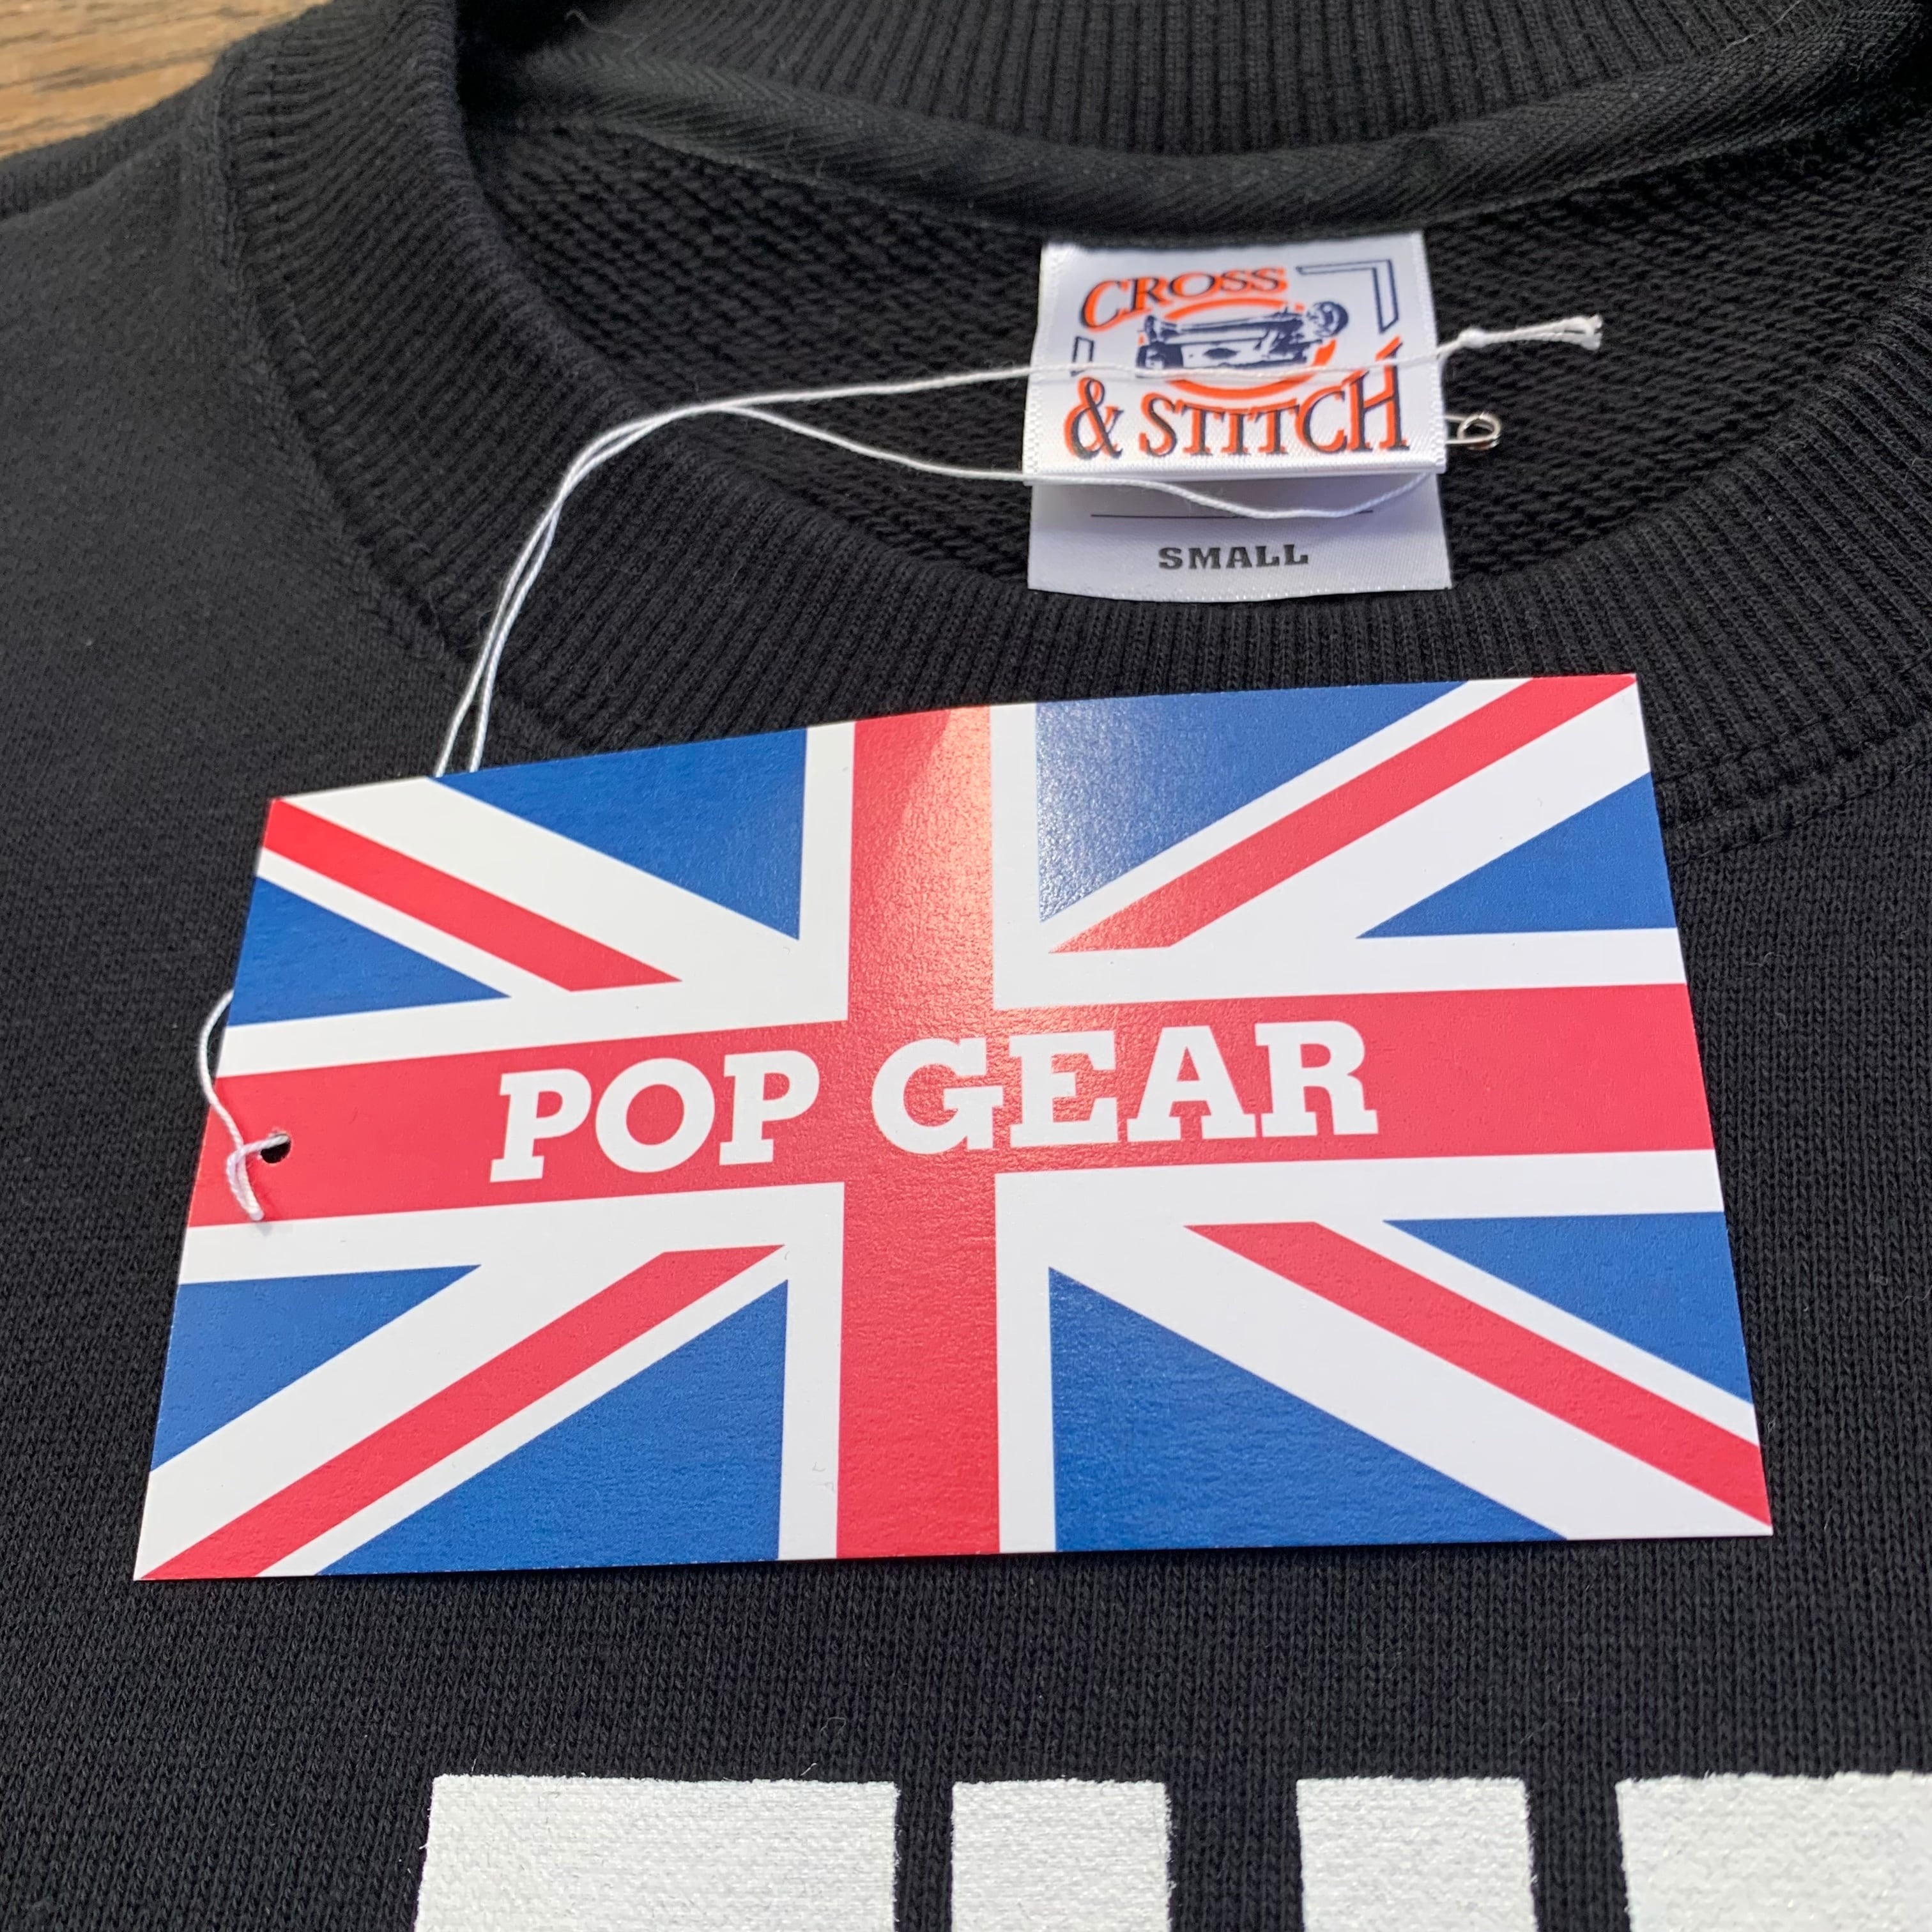 CROSS
& STITCH
SMALL
POP GEAR